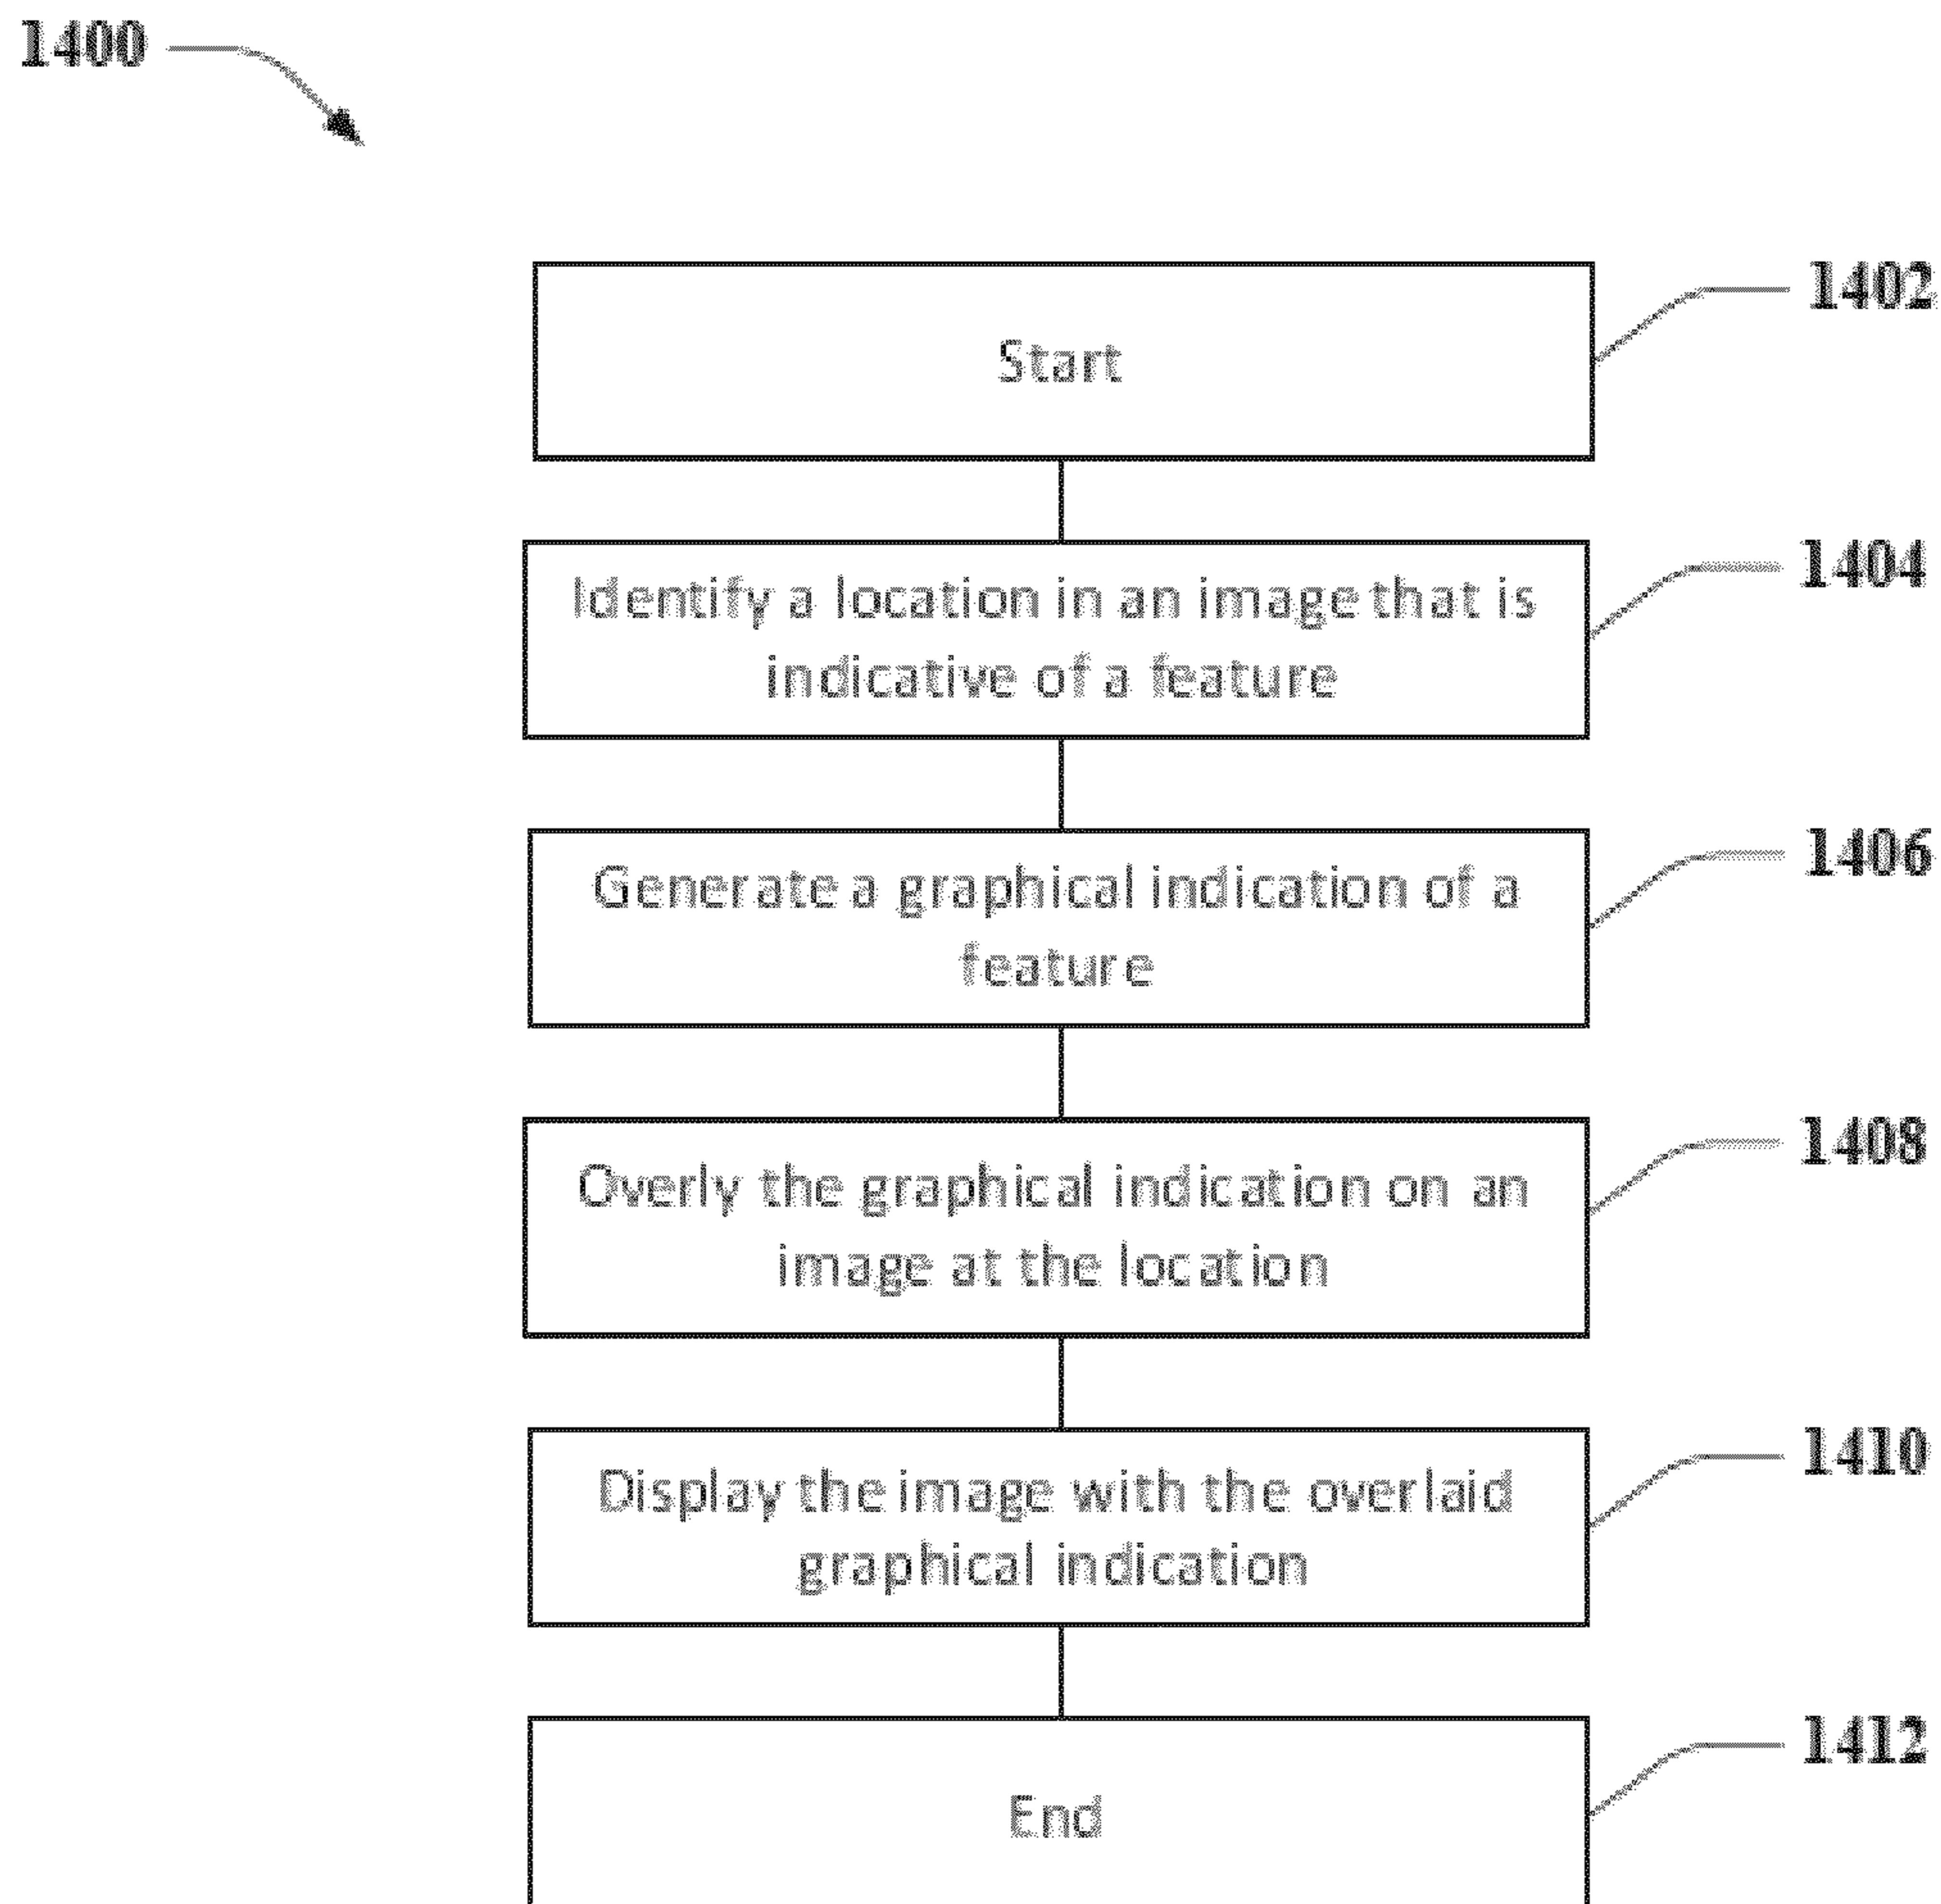 1400
Start
1402
Identify a location in an image that is
indicative of a feature
1404
Generate a graphical indication of a
feature
1406
Overly the graphical indication on an
image at the location
1408
Display the image with the overlaid
graphical indication
1410
End
1412